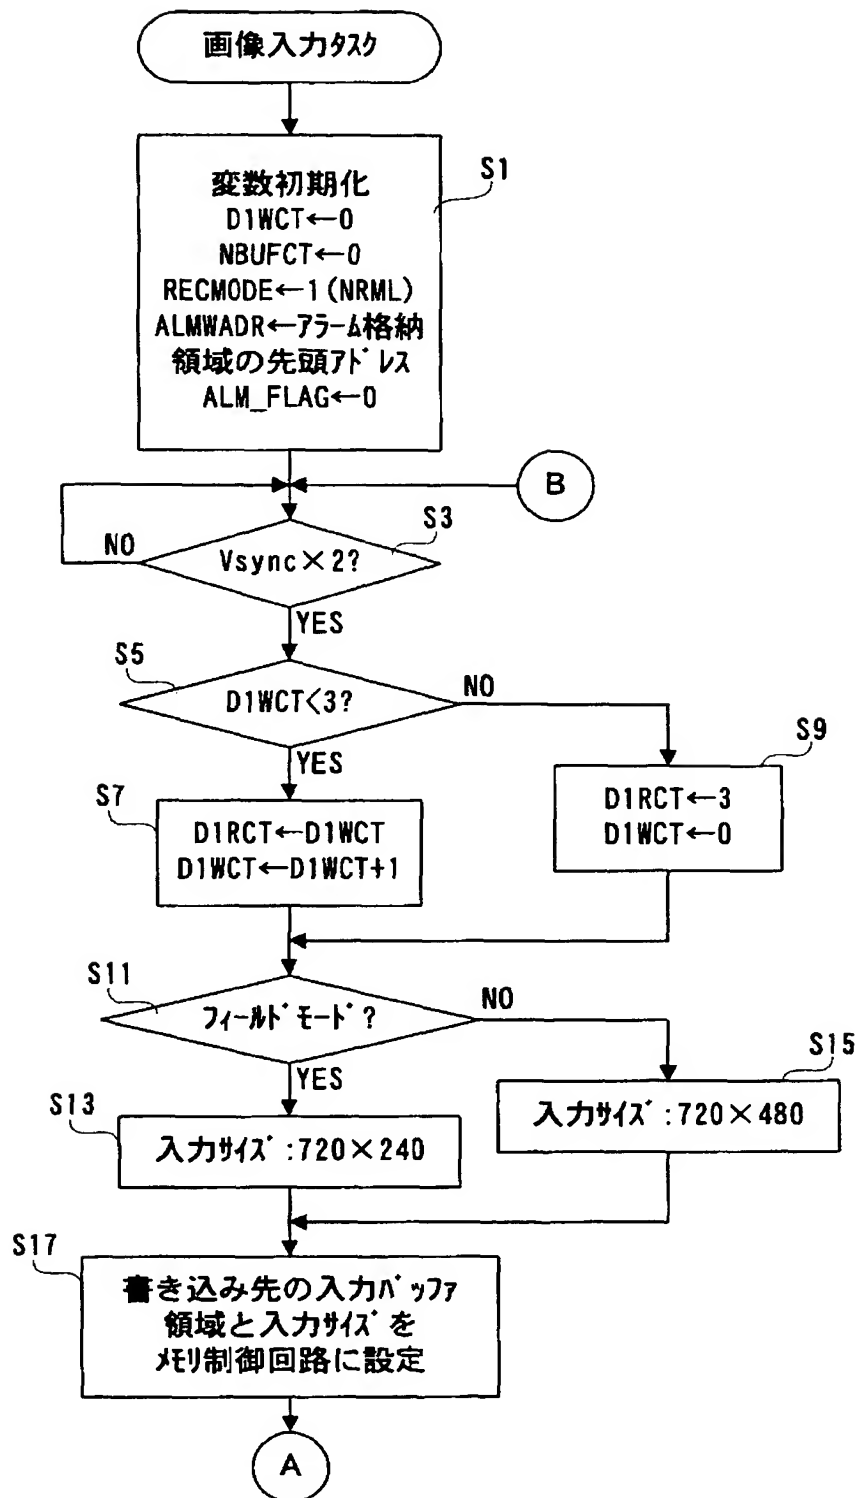 画像入力ﾀｽｸ
S1
変数初期化
D1WCT←0
NBUFCT←0
RECMODE←1(NRML)
ALMWADR←ｱﾗｰﾑ格納
領域の先頭ｱﾄﾞﾚｽ
ALM_FLAG←0
B
S3
Vsync×2?
NO
YES
S5
D1WCT<3?
NO
YES
S9
D1RCT←3
D1WCT←0
S7
D1RCT←D1WCT
D1WCT←D1WCT+1
S11
ﾌｨｰﾙﾄﾞﾓｰﾄﾞ?
NO
YES
S15
入力ｻｲｽﾞ:720×480
S13
入力ｻｲｽﾞ:720×240
S17
書き込み先の入力ﾊﾞｯﾌｧ
領域と入力ｻｲｽﾞを
ﾒﾓﾘ制御回路に設定
A